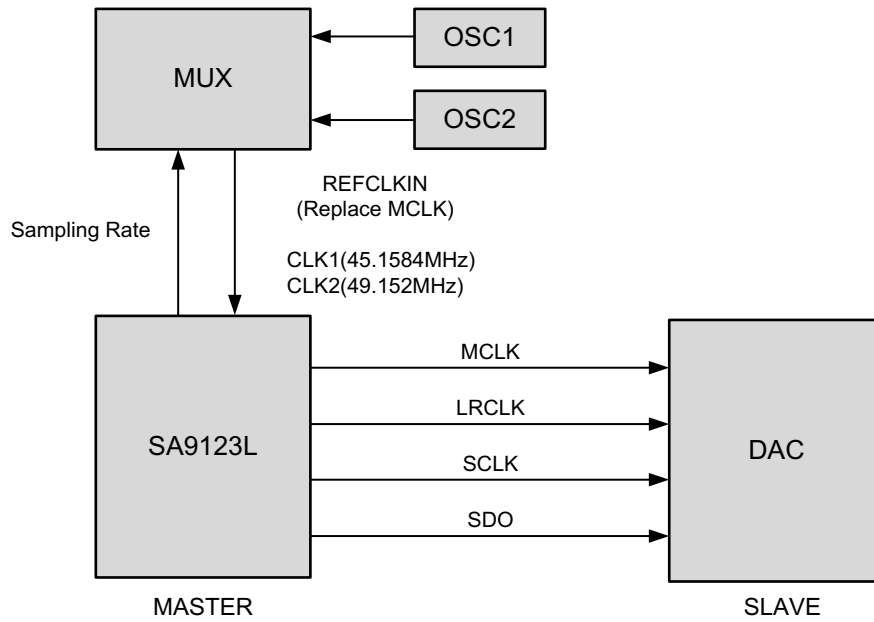 MUX
OSC1
OSC2
REFCLKIN
(Replace MCLK)
Sampling Rate
CLK1(45.1584MHz)
CLK2(49.152MHz)
SA9123L
MCLK
LRCLK
SCLK
SDO
DAC
MASTER
SLAVE